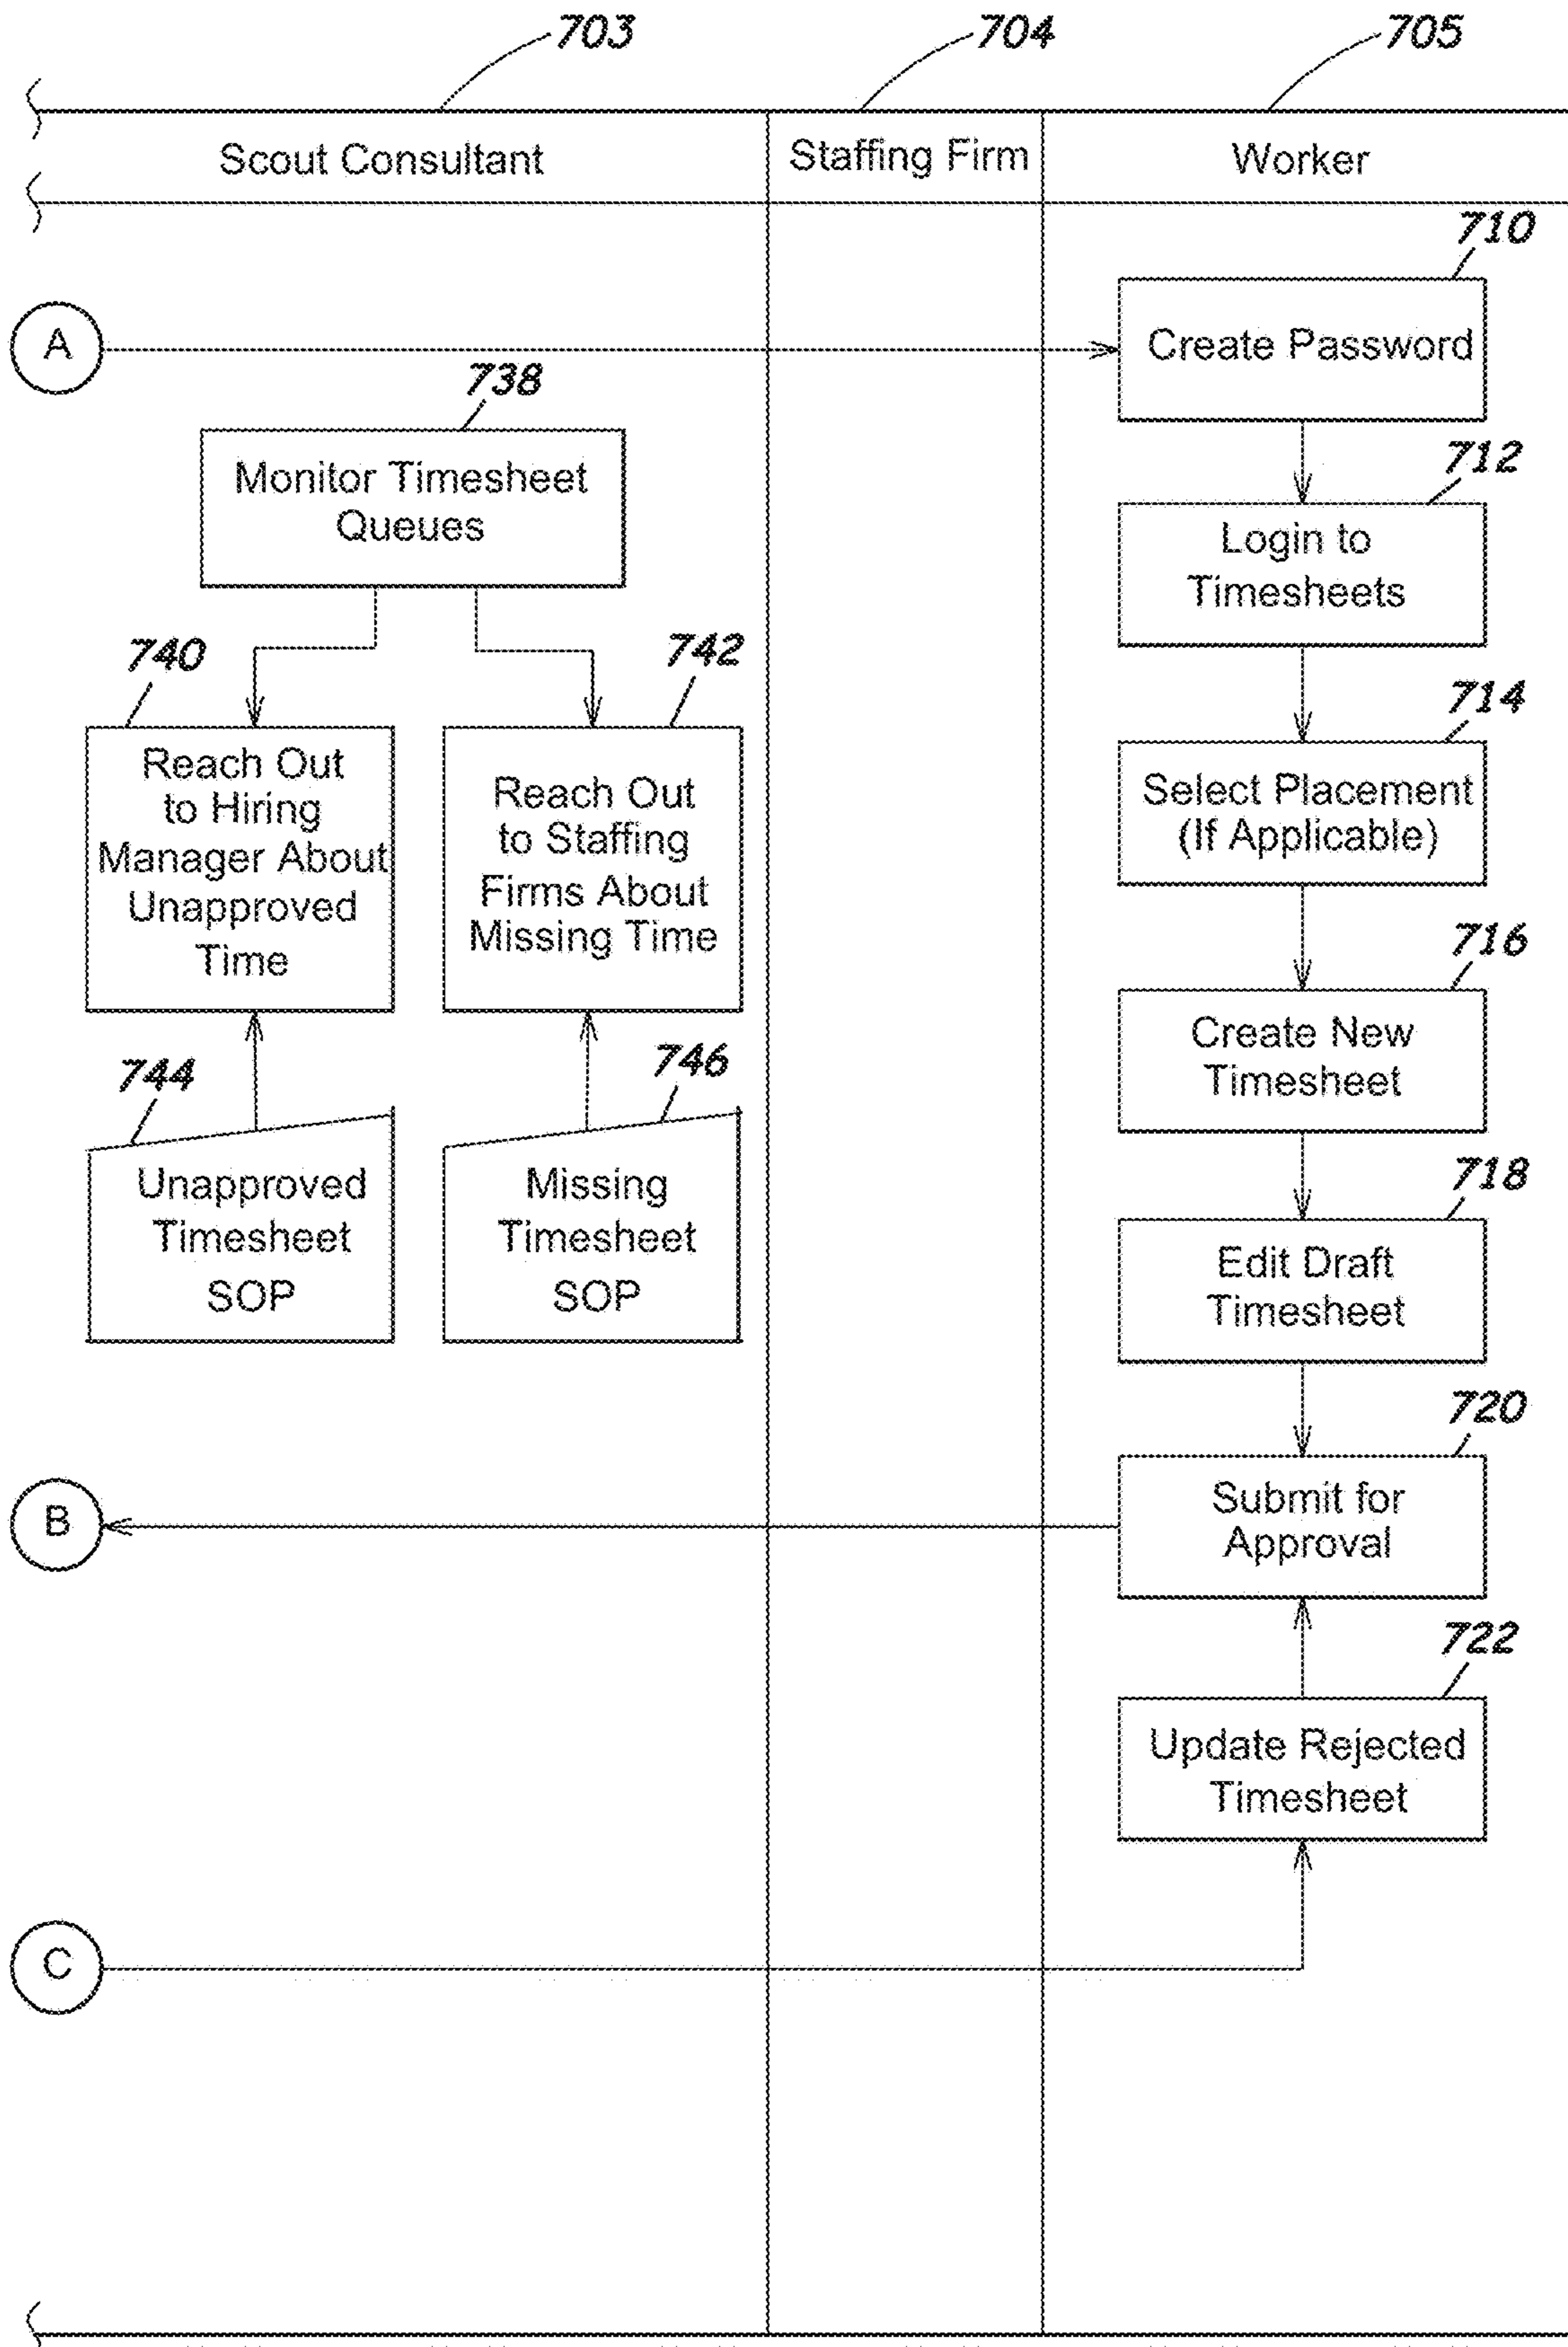 703
704
705
Scout Consultant
Staffing Firm
Worker
710
A
Create Password
738
Monitor Timesheet
Queues
712
Login to
Timesheets
740
742
714
Reach Out
to Hiring
Manager About
Unapproved
Time
Reach Out
to Staffing
Firms About
Missing Time
Select Placement
(If Applicable)
716
Create New
Timesheet
744
746
Unapproved
Timesheet
SOP
Missing
Timesheet
SOP
718
Edit Draft
Timesheet
720
B
Submit for
Approval
722
Update Rejected
Timesheet
C